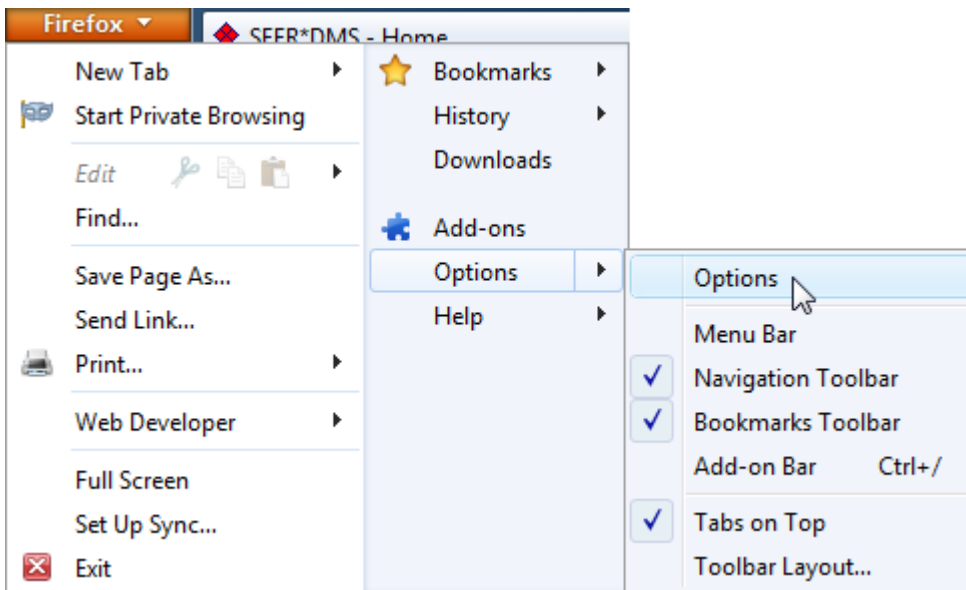 Firefox
SEER*DMS - Home
New Tab
Start Private Browsing
Edit
Find...
Save Page As...
Send Link...
Print...
Web Developer
Full Screen
Set Up Sync...
Exit
Bookmarks
History
Downloads
Add-ons
Options
Help
Options
Menu Bar
Navigation Toolbar
Bookmarks Toolbar
Add-on Bar Ctrl+/
Tabs on Top
Toolbar Layout...